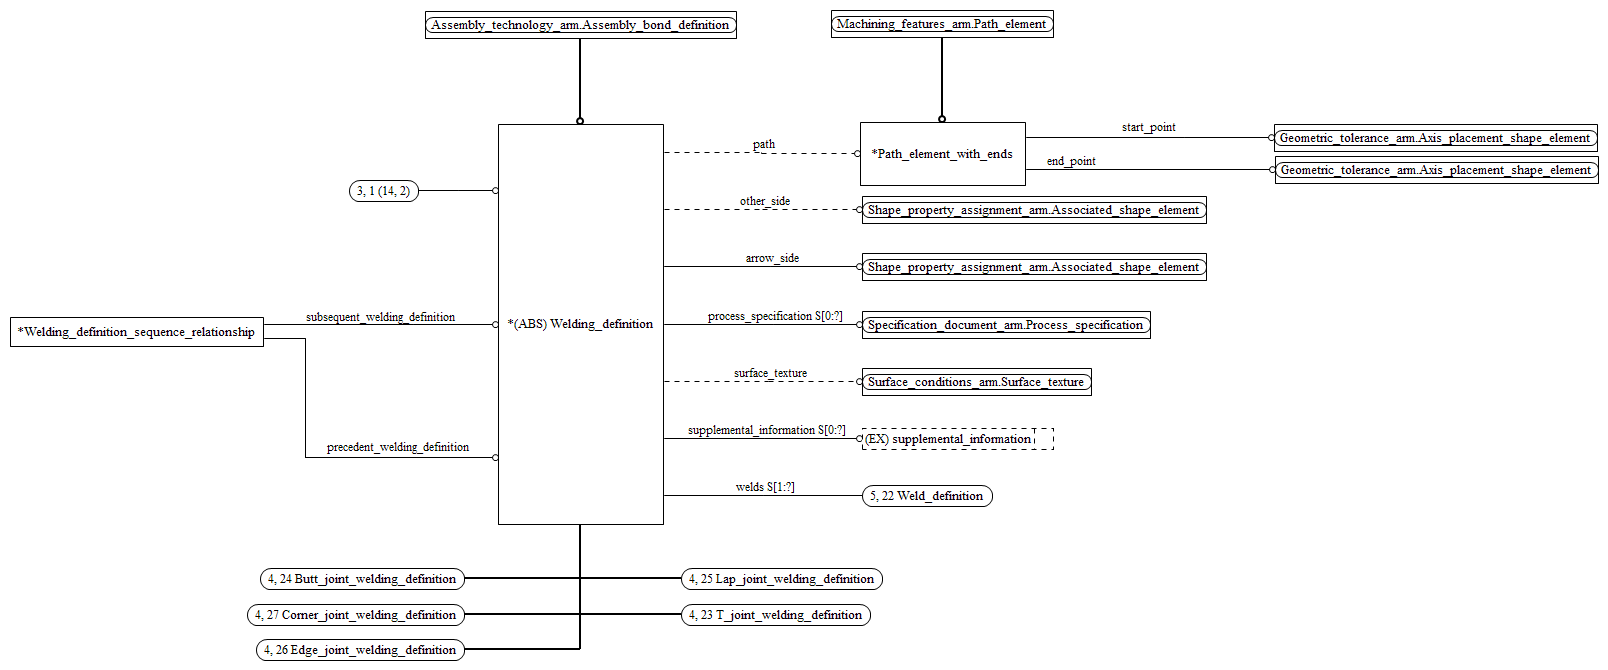 Assembly_technology_arm.Assembly_bond_definition
Machining_features_arm.Path_element
start_point
Geometric_tolerance_arm.Axis_placement_shape_element
path
*Path_element_with_ends
end_point
Geometric_tolerance_arm.Axis_placement_shape_element
3, 1 (14, 2)
other_side
Shape_property_assignment_arm.Associated_shape_element
arrow_side
Shape_property_assignment_arm.Associated_shape_element
subsequent_welding_definition
process_specification S[0:?]
Specification_document_arm.Process_specification
*Welding_definition_sequence_relationship
*(ABS) Welding_definition
surface_texture
Surface_conditions_arm.Surface_texture
supplemental_information S[0:?]
(EX) supplemental_information
precedent_welding_definition
welds S[1:?]
5, 22 Weld_definition
4, 24 Butt_joint_welding_definition
4, 25 Lap_joint_welding_definition
4, 27 Corner_joint_welding_definition
4, 23 T_joint_welding_definition
4, 26 Edge_joint_welding_definition